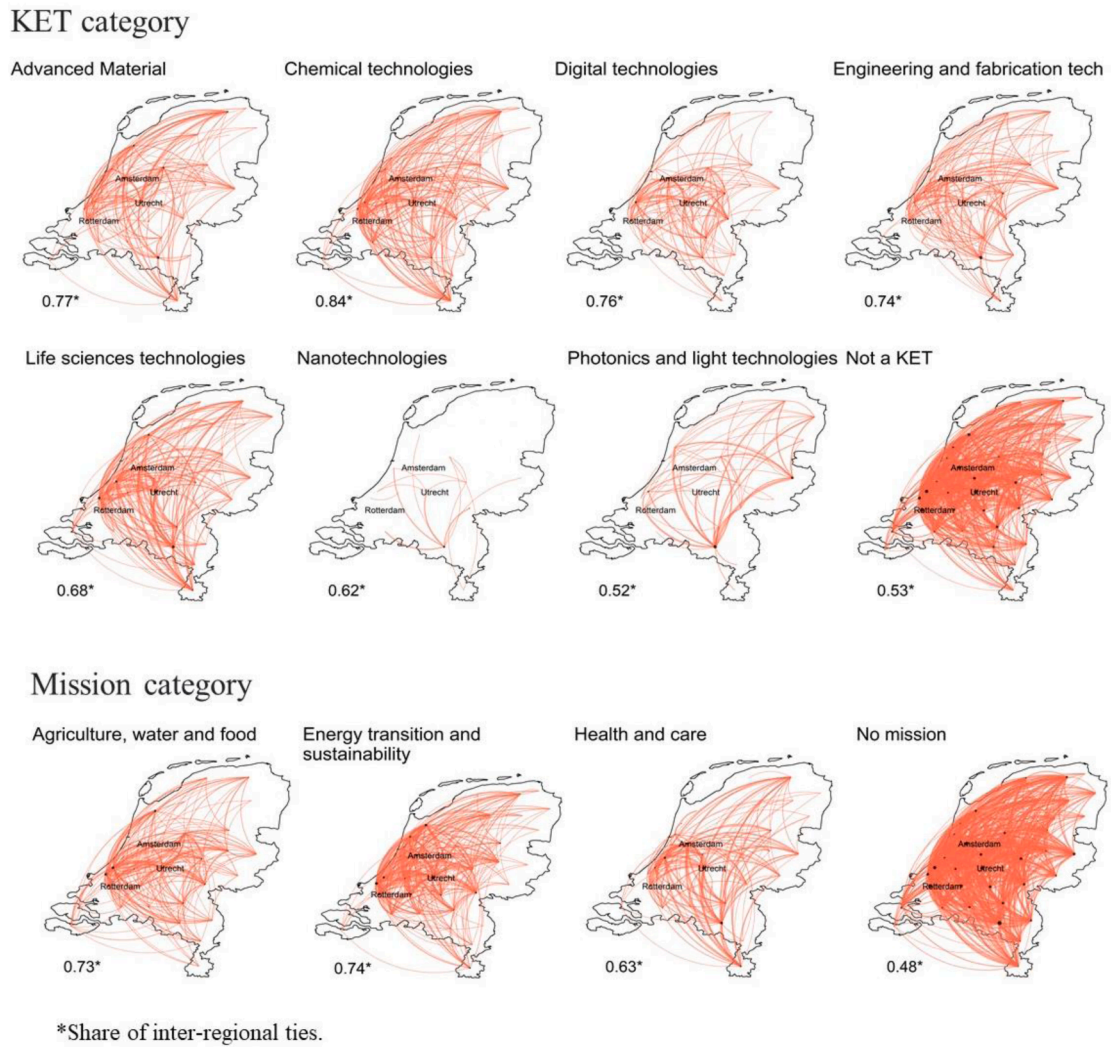 KET category
Advanced Material
Chemical technologies
Digital technologies
Engineering and fabrication tech
Amsterdam
Utrecht
Rotterdam
0.77*
Amsterdam
Utrecht
Rotterdam
0.84*
Amsterdam
Utrecht
Rotterdam
0.76*
Amsterdam
Utrecht
Rotterdam
0.74*
Life sciences technologies
Nanotechnologies
Photonics and light technologies
Not a KET
Amsterdam
Utrecht
Rotterdam
0.68*
Amsterdam
Utrecht
Rotterdam
0.62*
Amsterdam
Utrecht
Rotterdam
0.52*
Amsterdam
Utrecht
Rotterdam
0.53*
Mission category
Agriculture, water and food
Energy transition and
sustainability
Health and care
No mission
Amsterdam
Utrecht
Rotterdam
0.73*
Amsterdam
Utrecht
Rotterdam
0.74*
Amsterdam
Utrecht
Rotterdam
0.63*
Amsterdam
Utrecht
Rotterdam
0.48*
*Share of inter-regional ties.